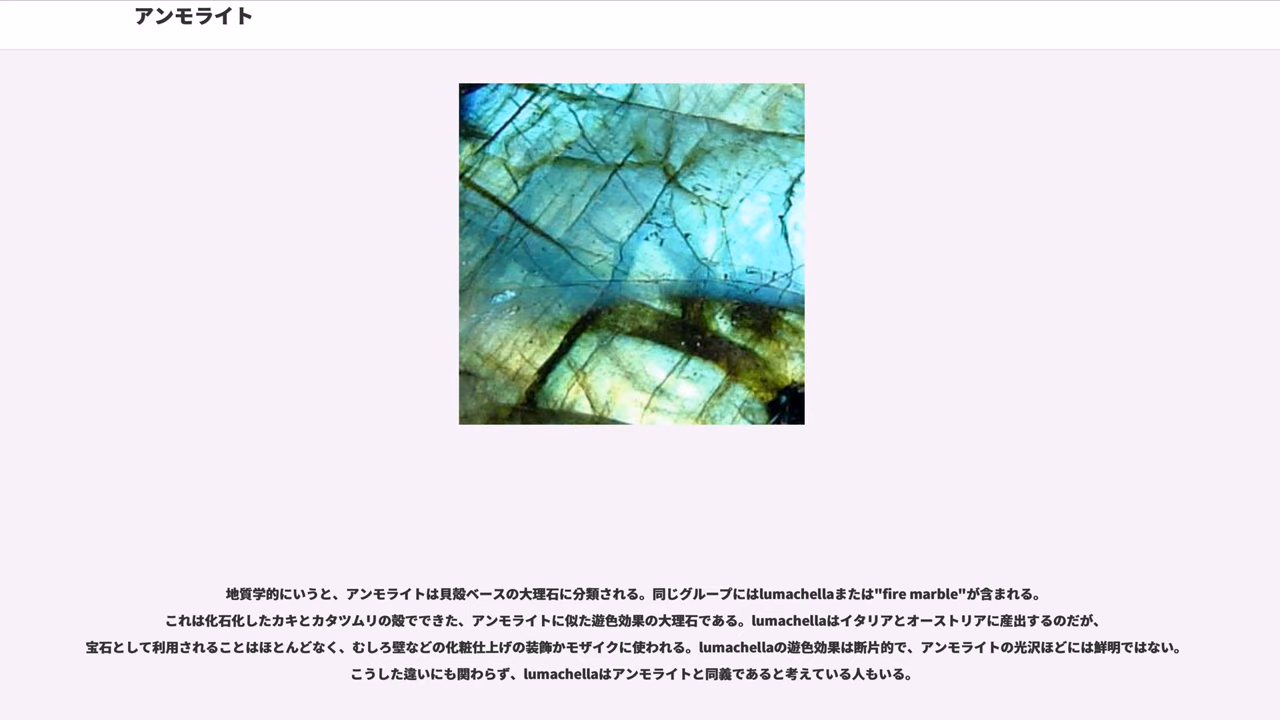 アンモライト
地質学的にいうと、アンモライトは貝殻ベースの大理石に分類される。同じグループにはlumachellaまたは"fire marble"が含まれる。
これは化石化したカキとカタツムリの殻でできた、アンモライトに似た遊色効果の大理石である。lumachellaはイタリアとオーストリアに産出するのだが、
宝石として利用されることはほとんどなく、むしろ壁などの化粧仕上げの装飾かモザイクに使われる。lumachellaの遊色効果は断片的で、アンモライトの光沢ほどには鮮明ではない。
こうした違いにも関わらず、lumachellaはアンモライトと同義であると考えている人もいる。